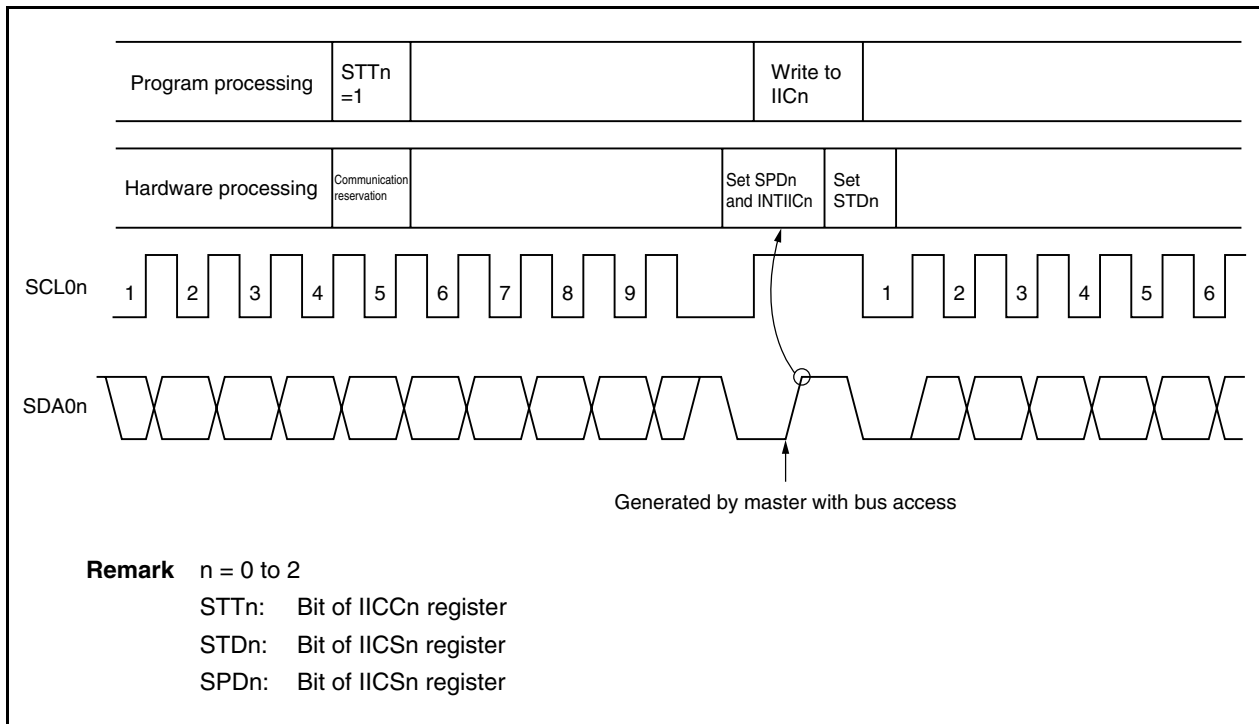 Program processing
STTn
=1
Write to
IICn
Hardware processing
Communication
reservation
Set SPDn
and INTIICn
Set
STDn
SCL0n
1 2 3 4 5 6 7 8 9 1 2 3 4 5 6
SDA0n
Generated by master with bus access
Remark n = 0 to 2
STTn: Bit of IICCn register
STDn: Bit of IICSn register
SPDn: Bit of IICSn register